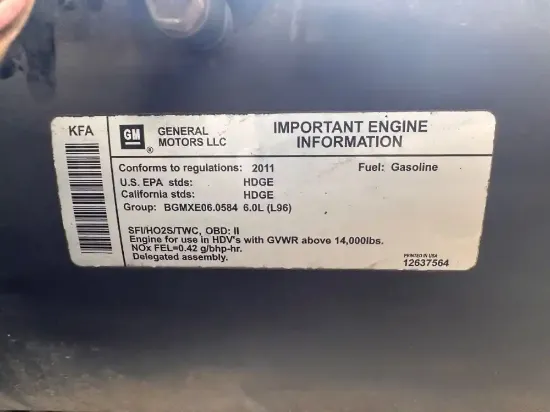 KFA
GM
®
GENERAL
MOTORS LLC
IMPORTANT ENGINE
INFORMATION
Conforms to regulations: 2011 Fuel: Gasoline
U.S. EPA stds: HDGE
California stds: HDGE
Group: BGMXE06.0584 6.0L (L96)
SFI/HO2S/TWC, OBD: II
Engine for use in HDV's with GVWR above 14,000lbs.
NOx FEL=0.42 g/bhp-hr.
Delegated assembly.
PRINTED IN USA
12637564